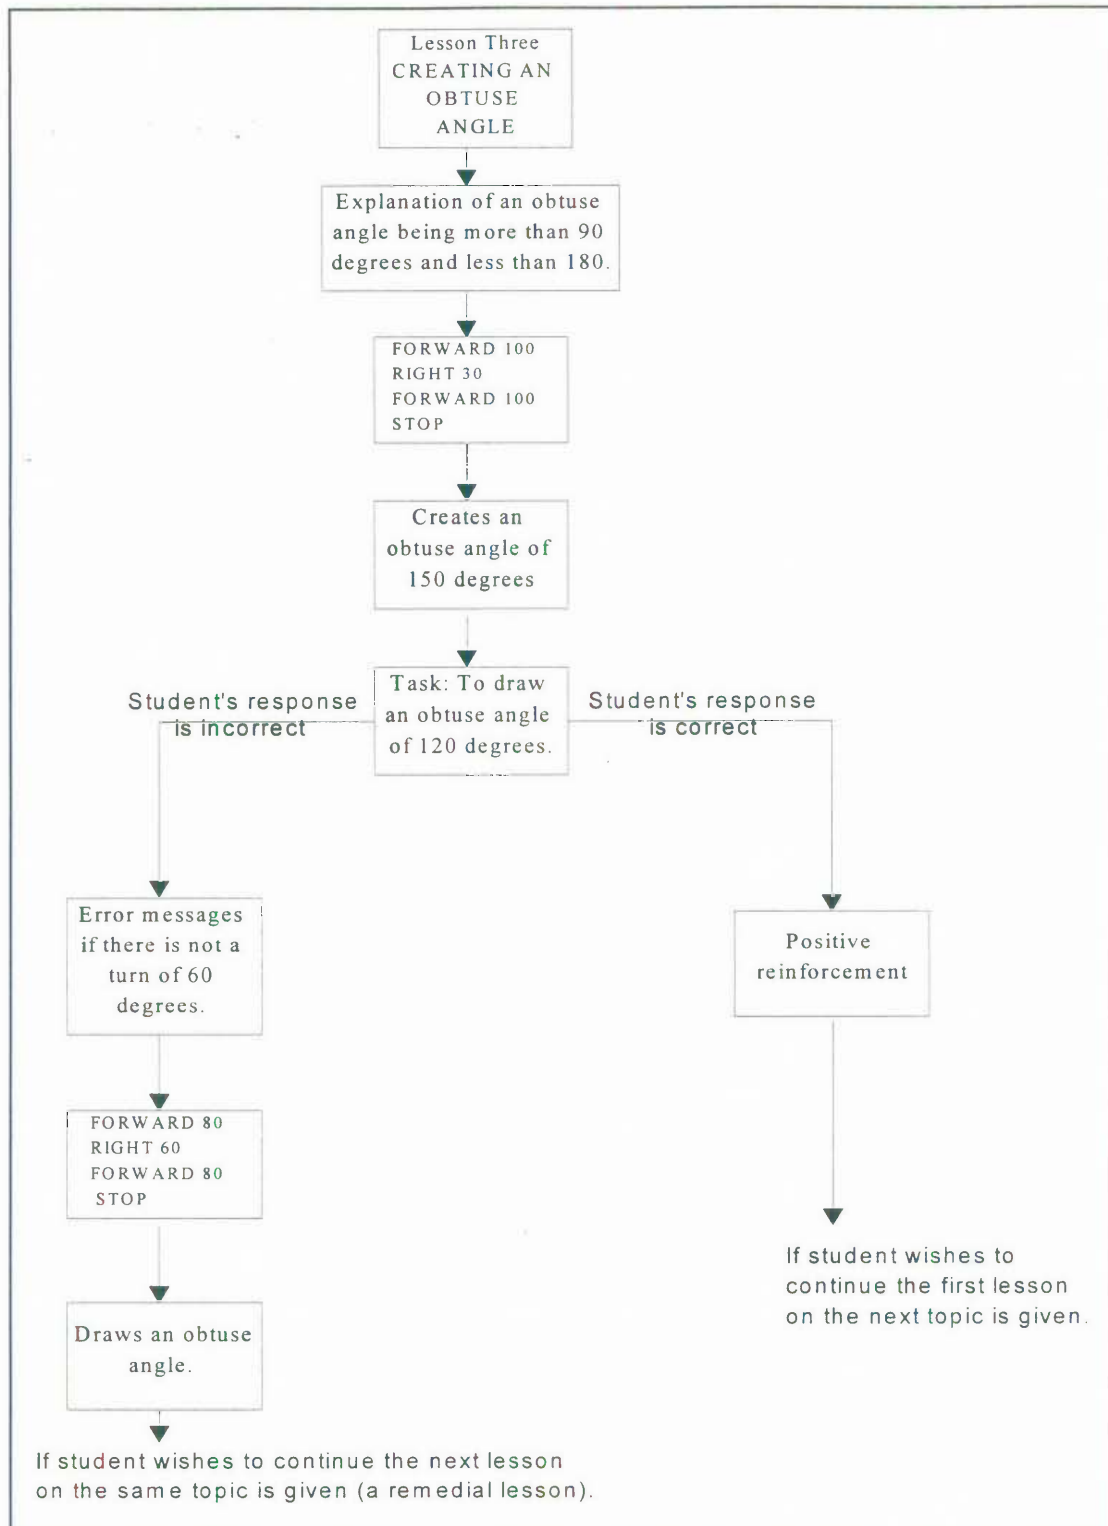 Lesson Three
CREATING AN
OBTUSE
ANGLE
Explanation of an obtuse
angle being more than 90
degrees and less than 180.
FORWARD 100
RIGHT 30
FORWARD 100
STOP
Creates an
obtuse angle of
150 degrees
Task: To draw
an obtuse angle
of 120 degrees.
Student's response
is incorrect
Student's response
is correct
Error messages
if there is not a
turn of 60
degrees.
Positive
reinforcement
FORWARD 80
RIGHT 60
FORWARD 80
STOP
If student wishes to
continue the first lesson
on the next topic is given.
Draws an obtuse
angle.
If student wishes to continue the next lesson
on the same topic is given (a remedial lesson).